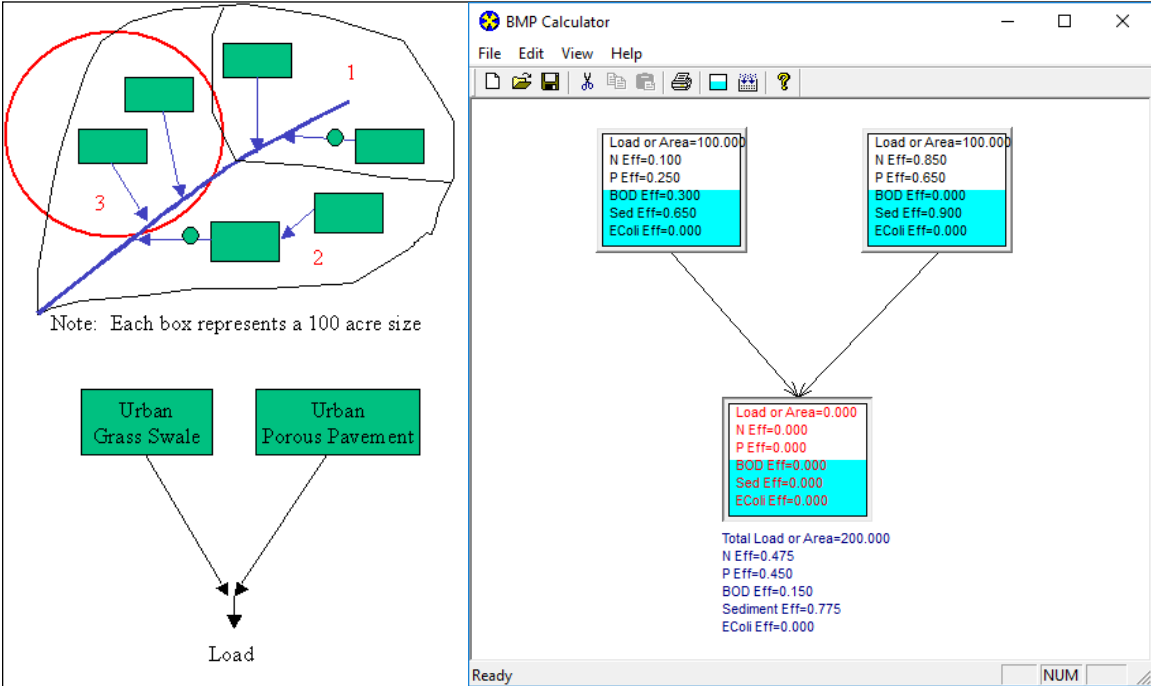 1
3
2
Note: Each box represents a 100 acre size
Urban
Grass Swale
Urban
Porous Pavement
Load
BMP Calculator
File Edit View Help
Load or Area=100.000
N Eff=0.100
P Eff=0.250
BOD Eff=0.300
Sed Eff=0.650
EColi Eff=0.000
Load or Area=100.000
N Eff=0.850
P Eff=0.650
BOD Eff=0.000
Sed Eff=0.900
EColi Eff=0.000
Load or Area=0.000
N Eff=0.000
P Eff=0.000
BOD Eff=0.000
Sed Eff=0.000
EColi Eff=0.000
Total Load or Area=200.000
N Eff=0.475
P Eff=0.450
BOD Eff=0.150
Sediment Eff=0.775
EColi Eff=0.000
Ready NUM